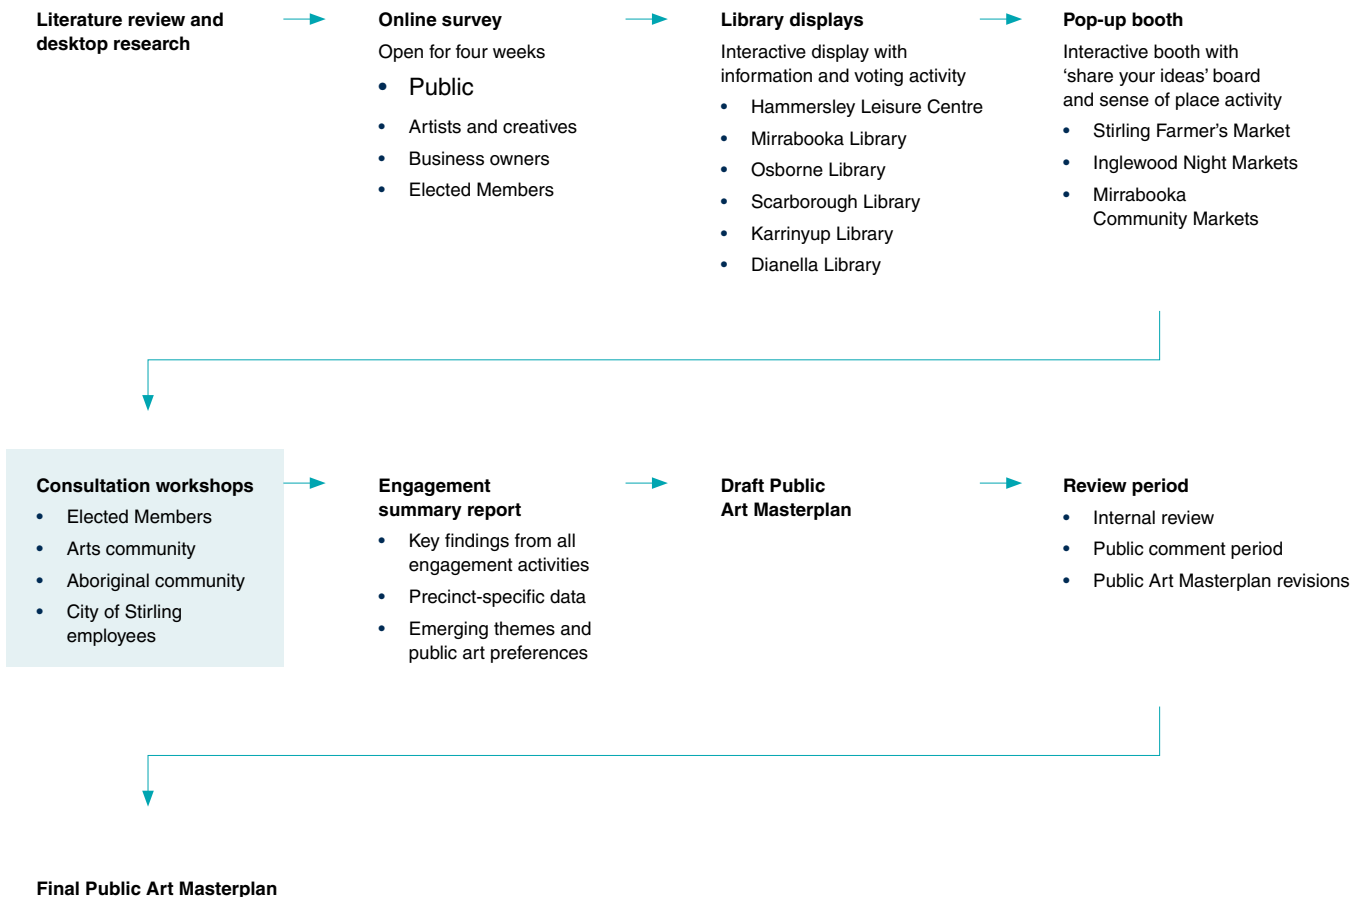 Literature review and
desktop research
Online survey
Open for four weeks
• Public
• Artists and creatives
• Business owners
• Elected Members
Library displays
Interactive display with
information and voting activity
• Hammersley Leisure Centre
• Mirrabooka Library
• Osborne Library
• Scarborough Library
• Karrinyup Library
• Dianella Library
Pop-up booth
Interactive booth with
‘share your ideas’ board
and sense of place activity
• Stirling Farmer’s Market
• Inglewood Night Markets
• Mirrabooka
Community Markets
Consultation workshops
• Elected Members
• Arts community
• Aboriginal community
• City of Stirling
employees
Engagement
summary report
• Key findings from all
engagement activities
• Precinct-specific data
• Emerging themes and
public art preferences
Draft Public
Art Masterplan
Review period
• Internal review
• Public comment period
• Public Art Masterplan revisions
Final Public Art Masterplan